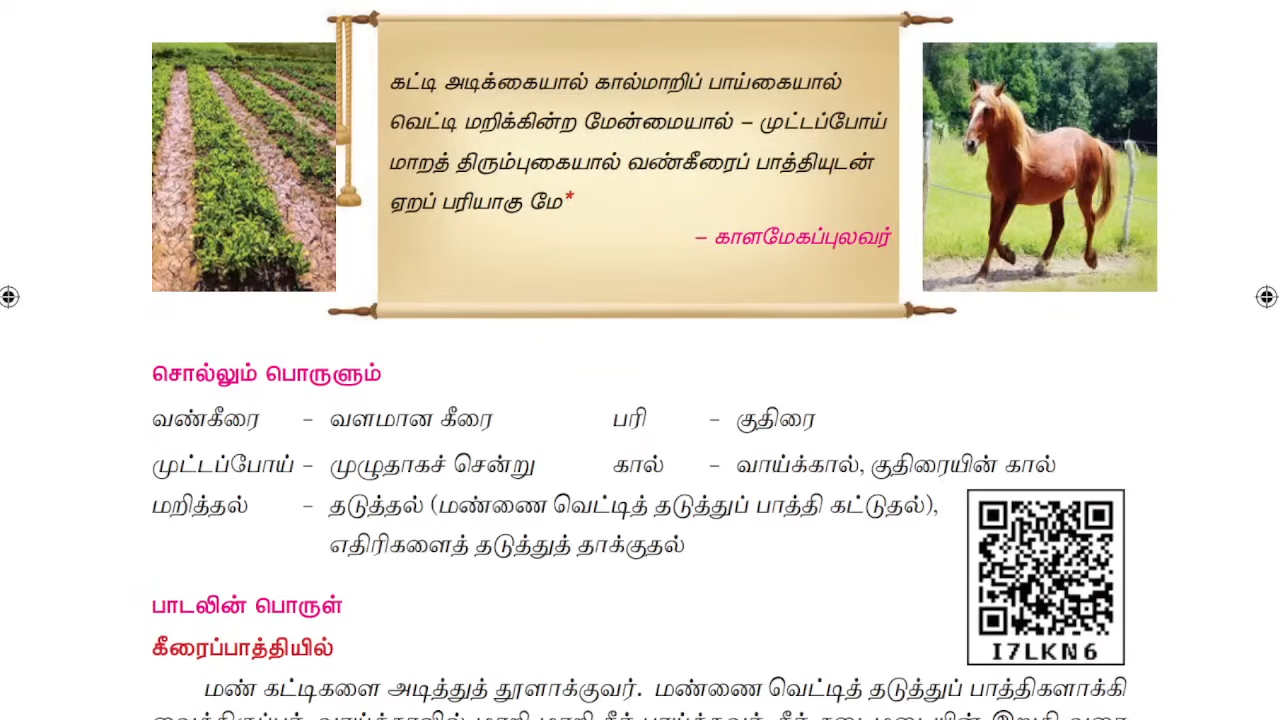 கட்டி அடிக்கையால் கால்மாறிப் பாய்கையால்
வெட்டி மறிக்கின்ற மேன்மையால் – முட்டப்போய்
மாறத் திரும்புகையால் வண்கீரைப் பாத்தியுடன்
ஏறப் பரியாகு மே*
– காளமேகப்புலவர்
சொல்லும் பொருளும்
வண்கீரை – வளமான கீரை பரி – குதிரை
முட்டப்போய் – முழுதாகச் சென்று கால் – வாய்க்கால், குதிரையின் கால்
மறித்தல் – தடுத்தல் (மண்ணை வெட்டித் தடுத்துப் பாத்தி கட்டுதல்),
எதிரிகளைத் தடுத்துத் தாக்குதல்
I7LKN6
பாடலின் பொருள்
கீரைப்பாத்தியில்
மண் கட்டிகளை அடித்துத் தூளாக்குவர். மண்ணை வெட்டித் தடுத்துப் பாத்திகளாக்கி